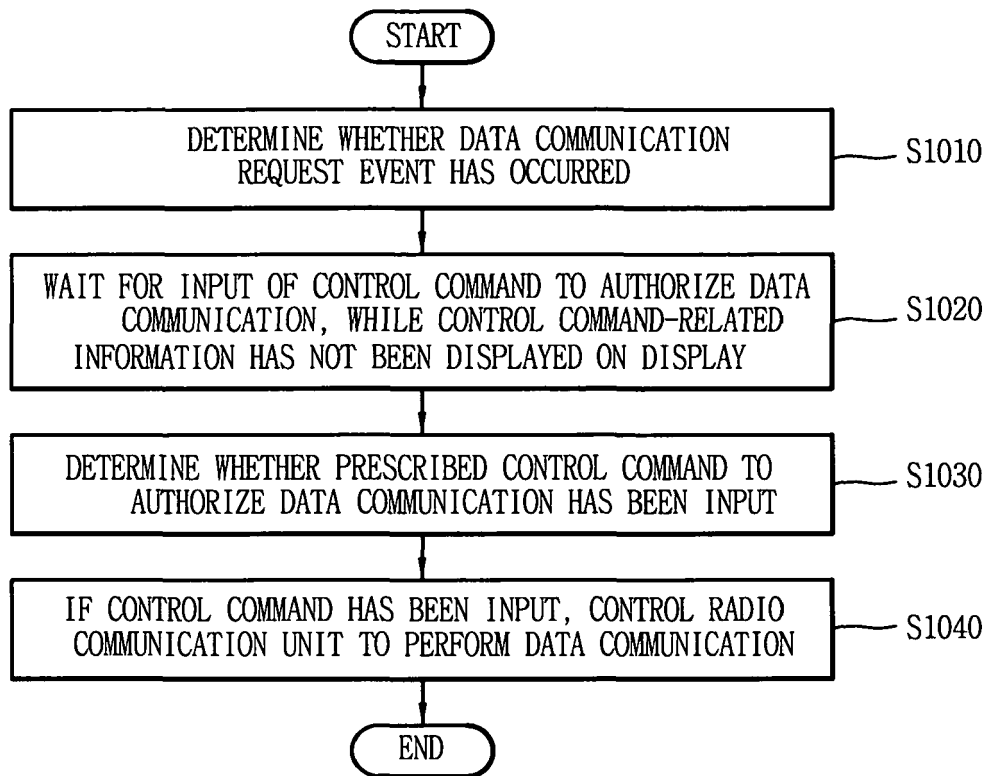 START
DETERMINE WHETHER DATA COMMUNICATION
REQUEST EVENT HAS OCCURRED
S1010
WAIT FOR INPUT OF CONTROL COMMAND TO AUTHORIZE DATA
COMMUNICATION, WHILE CONTROL COMMAND-RELATED
INFORMATION HAS NOT BEEN DISPLAYED ON DISPLAY
S1020
DETERMINE WHETHER PRESCRIBED CONTROL COMMAND TO
AUTHORIZE DATA COMMUNICATION HAS BEEN INPUT
S1030
IF CONTROL COMMAND HAS BEEN INPUT, CONTROL RADIO
COMMUNICATION UNIT TO PERFORM DATA COMMUNICATION
S1040
END